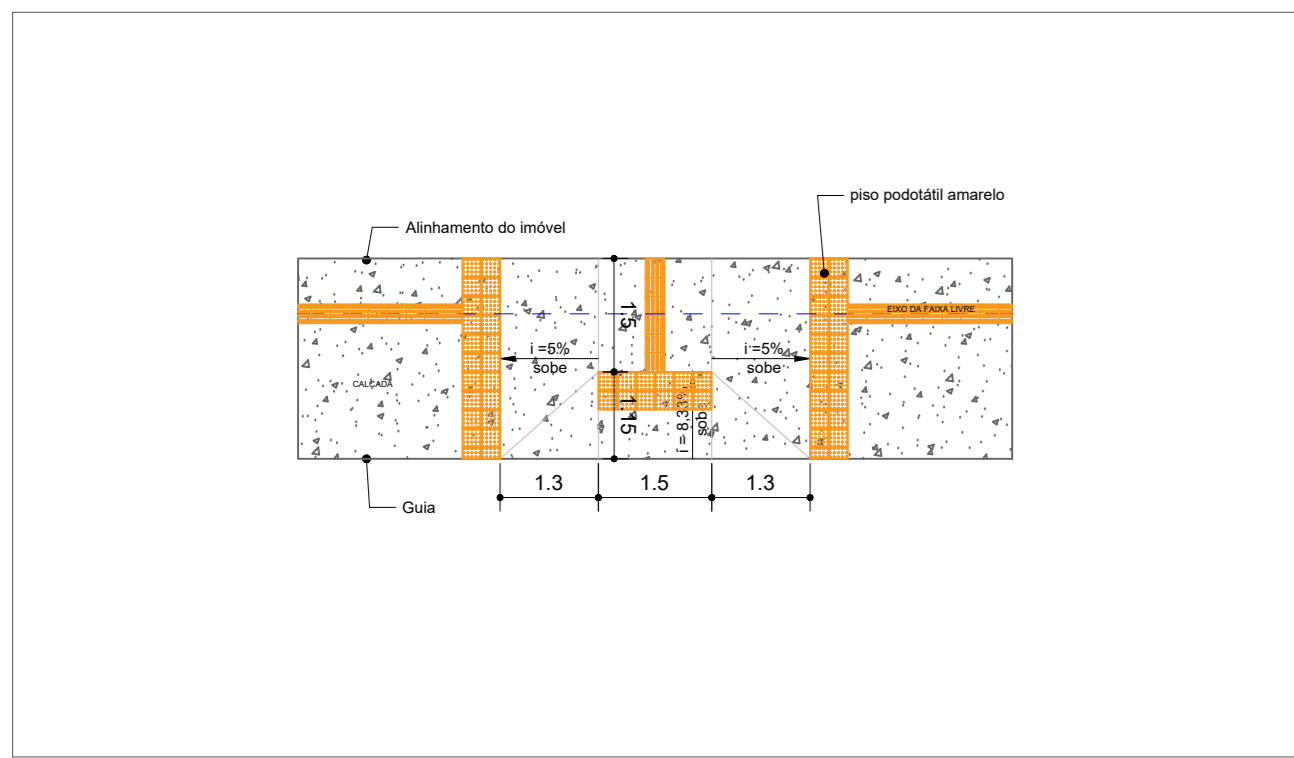 piso podotátil amarelo
Alinhamento do imóvel
EIXO DA FAIXA LIVRE
1.5
i =5%
sobe
i =5%
sobe
CALÇADA
1.15
i = 8,33%
1.3
1.5
1.3
Guia